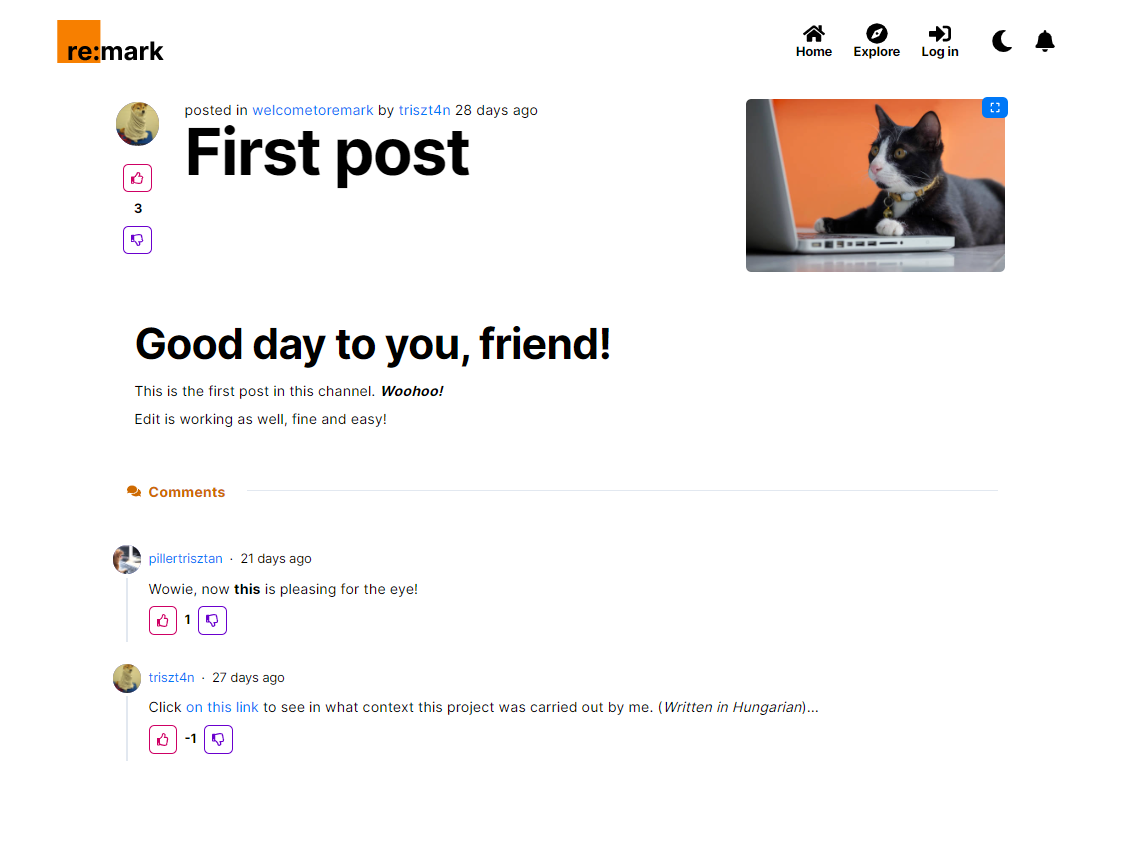 re:mark
Home
Explore
Log in
posted in welcometoremark by triszt4n 28 days ago
First post
3
Good day to you, friend!
This is the first post in this channel. Woohoo!
Edit is working as well, fine and easy!
Comments
pillertrisztan · 21 days ago
Wowie, now this is pleasing for the eye!
1
triszt4n · 27 days ago
Click on this link to see in what context this project was carried out by me. (Written in Hungarian)...
-1